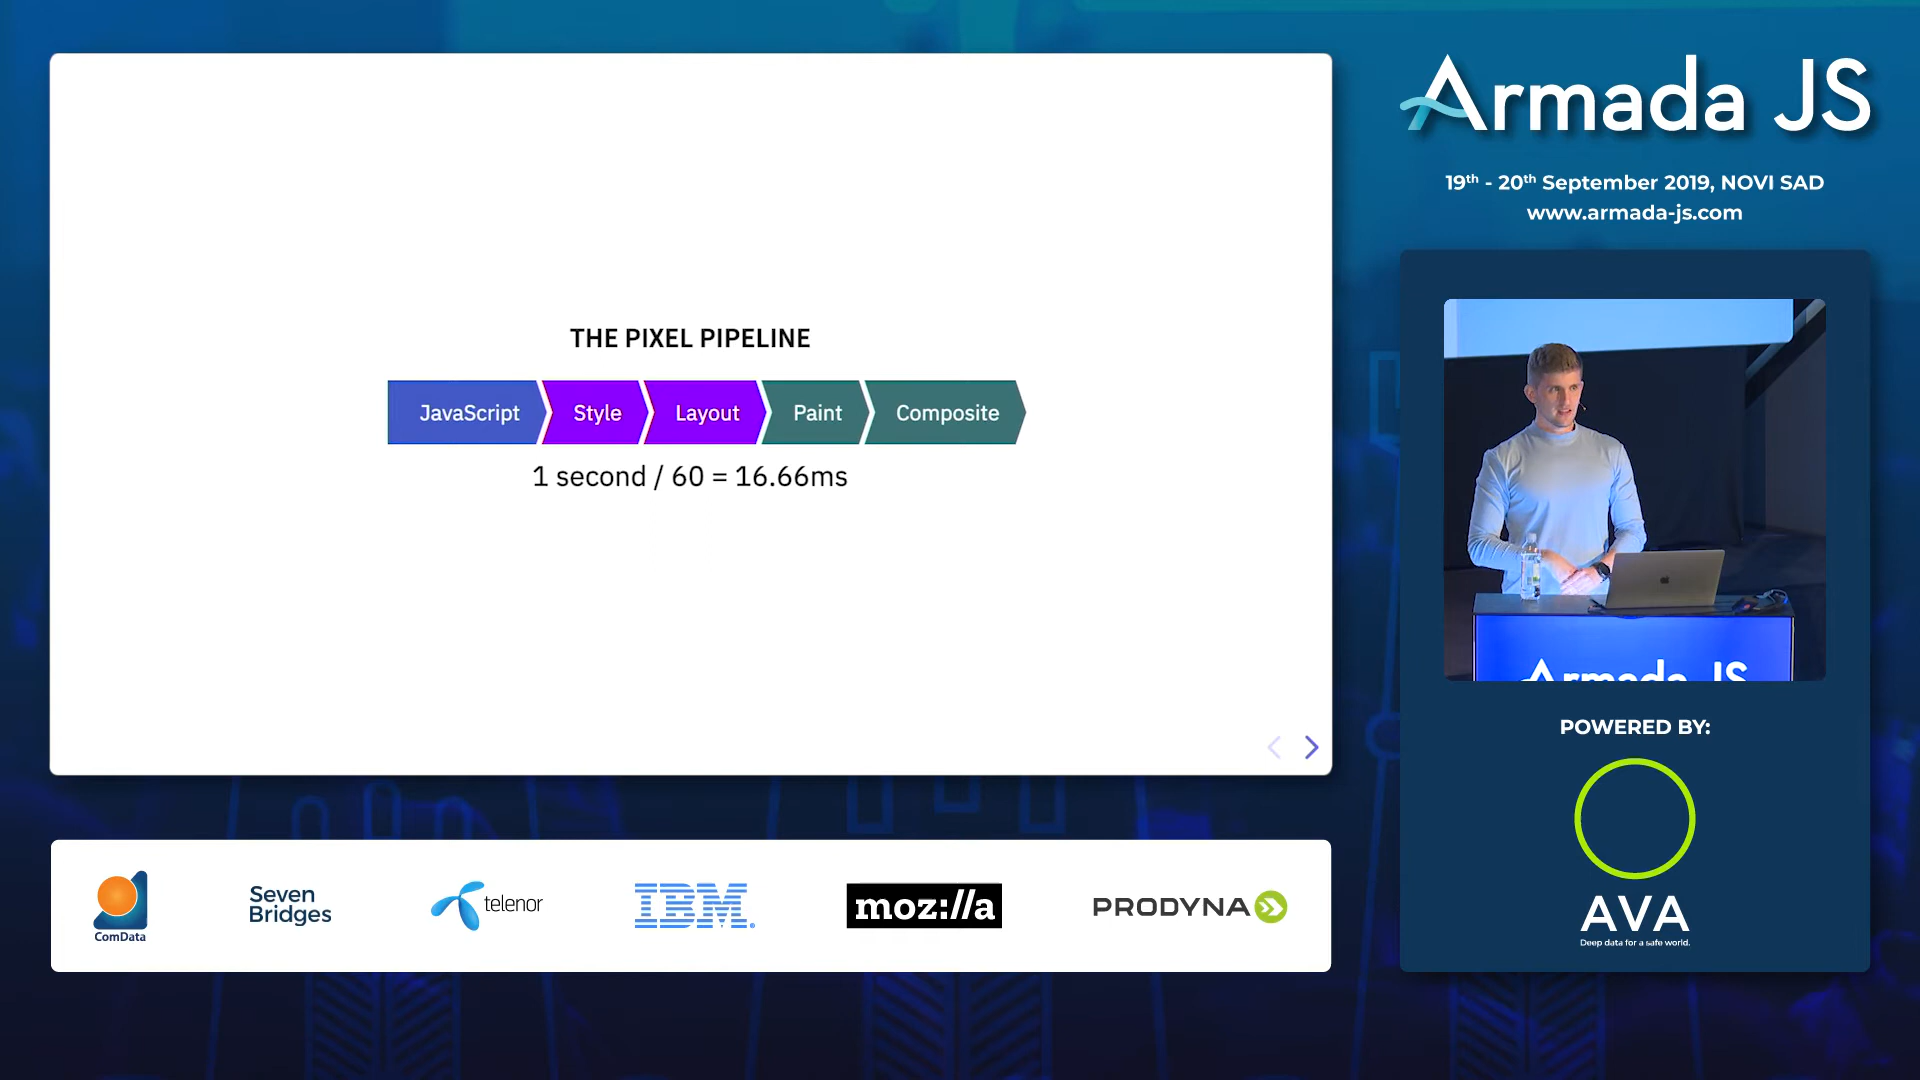 THE PIXEL PIPELINE
JavaScript
Style
Layout
Paint
Composite
1 second / 60 = 16.66ms
ComData
Seven
Bridges
telenor
IBM
moz://a
PRODYNA
Armada JS
19th - 20th September 2019, NOVI SAD
www.armada-js.com
Armada JS
POWERED BY:
AVA
Deep data for a safe world.